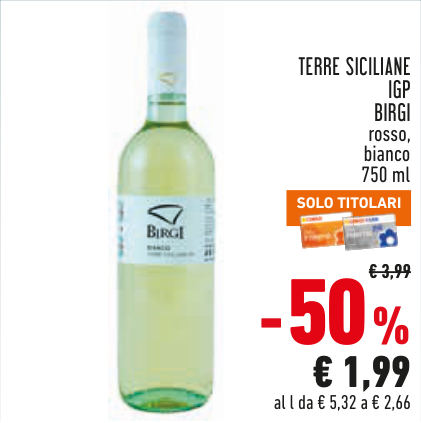 BIRGI
BIANCO
TERRE SICILIANE
IGP
BIRGI
rosso,
bianco
750 ml
SOLO TITOLARI
€ 3,99
-50%
€ 1,99
al l da € 5,32 a € 2,66